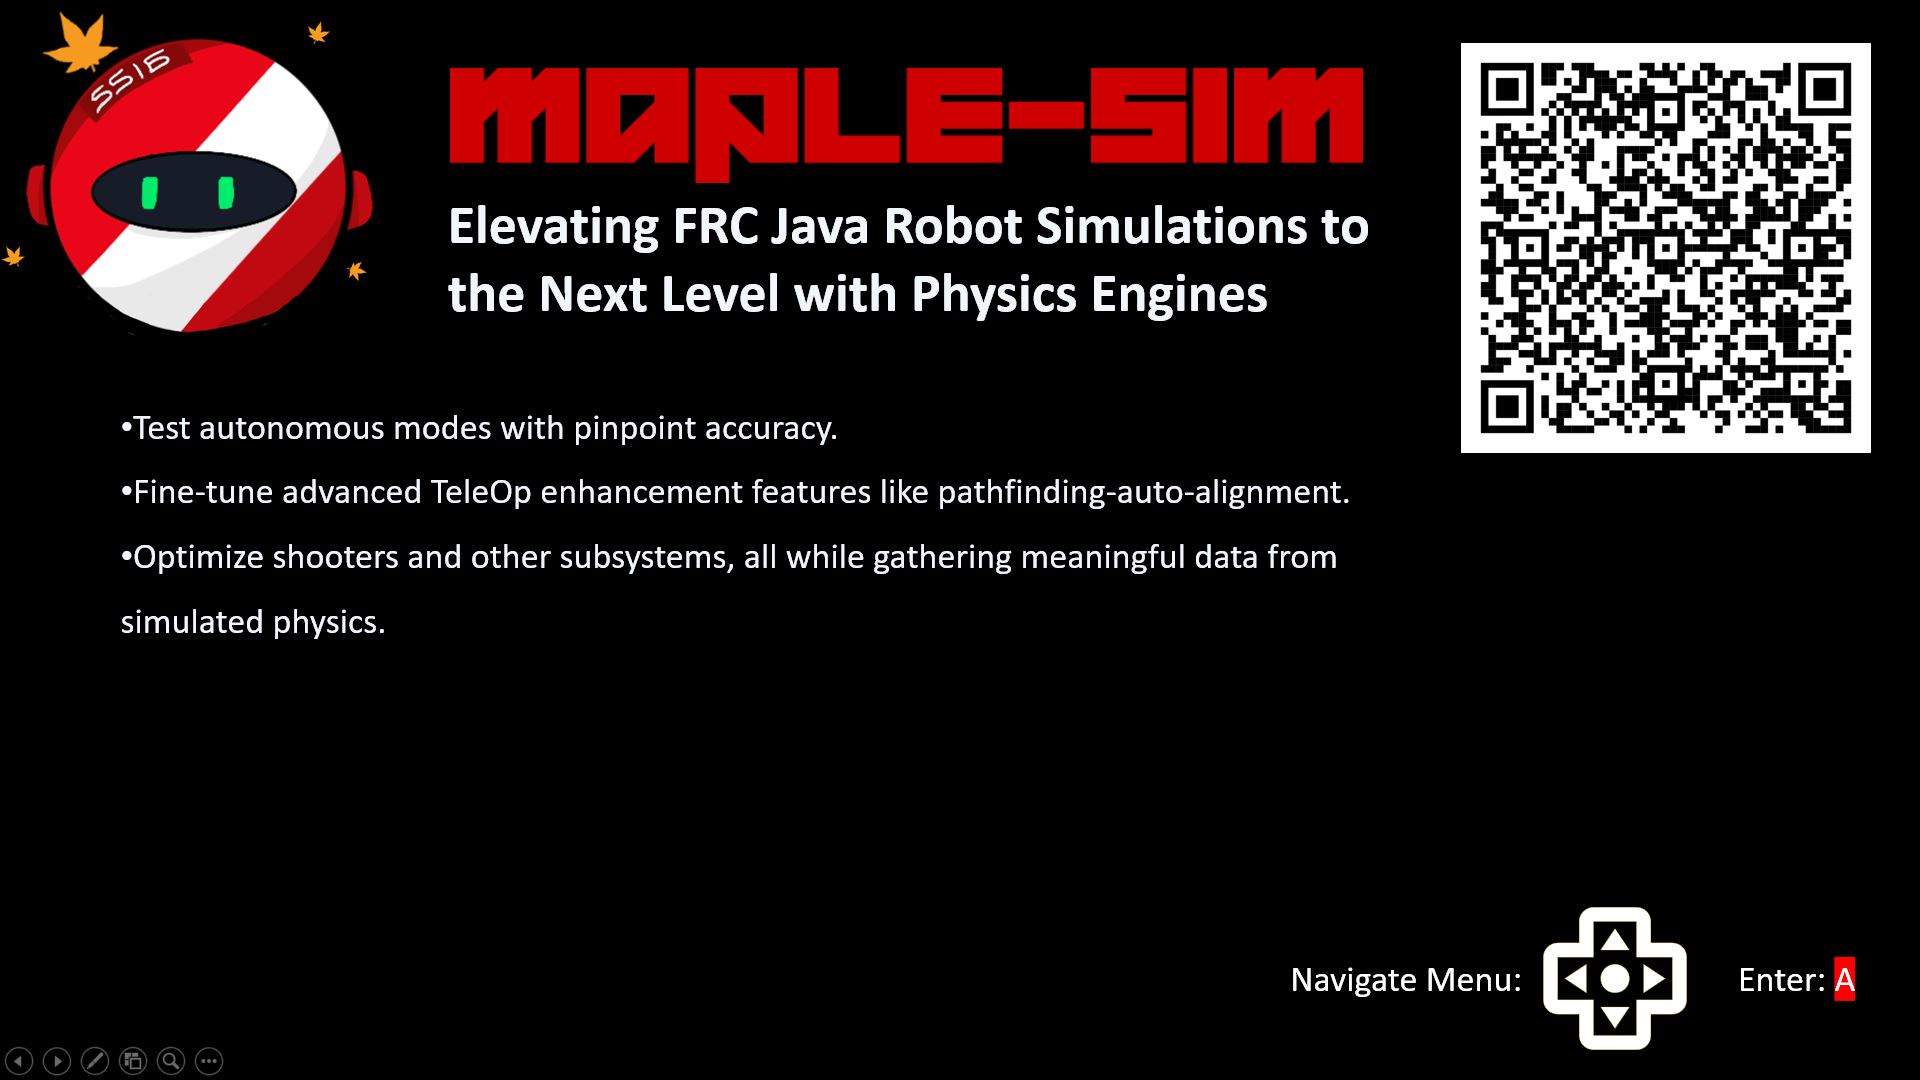 5516
MAPLE-SIM
Elevating FRC Java Robot Simulations to
the Next Level with Physics Engines
•Test autonomous modes with pinpoint accuracy.
•Fine-tune advanced TeleOp enhancement features like pathfinding-auto-alignment.
•Optimize shooters and other subsystems, all while gathering meaningful data from
simulated physics.
Navigate Menu:
Enter: A